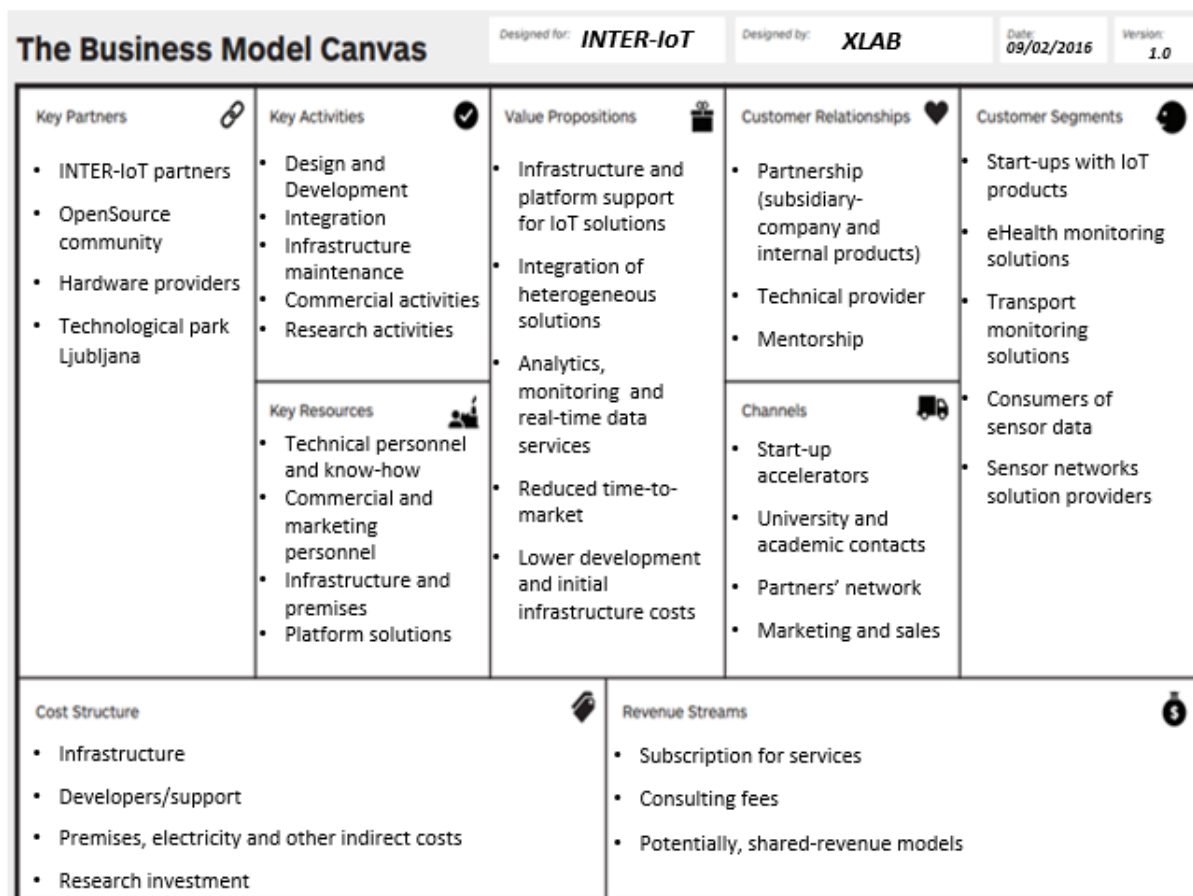 The Business Model Canvas
Designed for: INTER-IoT
Designed by: XLAB
Date: 09/02/2016
Version: 1.0
Key Partners
• INTER-IoT partners
• OpenSource
community
• Hardware providers
• Technological park
Ljubljana
Key Activities
• Design and
Development
• Integration
• Infrastructure
maintenance
• Commercial activities
• Research activities
Key Resources
• Technical personnel
and know-how
• Commercial and
marketing
personnel
• Infrastructure and
premises
• Platform solutions
Value Propositions
• Infrastructure and
platform support
for IoT solutions
• Integration of
heterogeneous
solutions
• Analytics,
monitoring and
real-time data
services
• Reduced time-to-
market
• Lower development
and initial
infrastructure costs
Customer Relationships
• Partnership
(subsidiary-
company and
internal products)
• Technical provider
• Mentorship
Channels
• Start-up
accelerators
• University and
academic contacts
• Partners' network
• Marketing and sales
Customer Segments
• Start-ups with IoT
products
• eHealth monitoring
solutions
• Transport
monitoring
solutions
• Consumers of
sensor data
• Sensor networks
solution providers
Cost Structure
• Infrastructure
• Developers/support
• Premises, electricity and other indirect costs
• Research investment
Revenue Streams
• Subscription for services
• Consulting fees
• Potentially, shared-revenue models